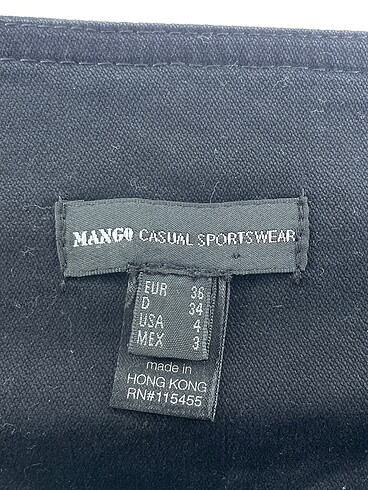 MANGO CASUAL SPORTSWEAR
EUR 36
D 34
USA 4
MEX 3
made in
HONG KONG
RN#115455